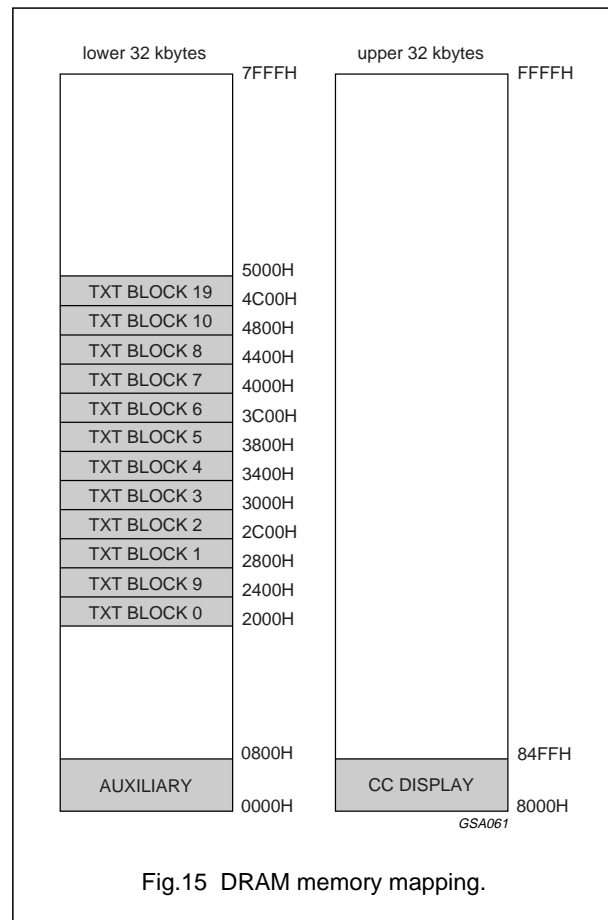 lower 32 kbytes
upper 32 kbytes
7FFFH
FFFFH
5000H
TXT BLOCK 19
4C00H
TXT BLOCK 10
4800H
TXT BLOCK 8
4400H
TXT BLOCK 7
4000H
TXT BLOCK 6
3C00H
TXT BLOCK 5
3800H
TXT BLOCK 4
3400H
TXT BLOCK 3
3000H
TXT BLOCK 2
2C00H
TXT BLOCK 1
2800H
TXT BLOCK 9
2400H
TXT BLOCK 0
2000H
0800H
84FFH
AUXILIARY
CC DISPLAY
0000H
8000H
GSA061
Fig.15 DRAM memory mapping.